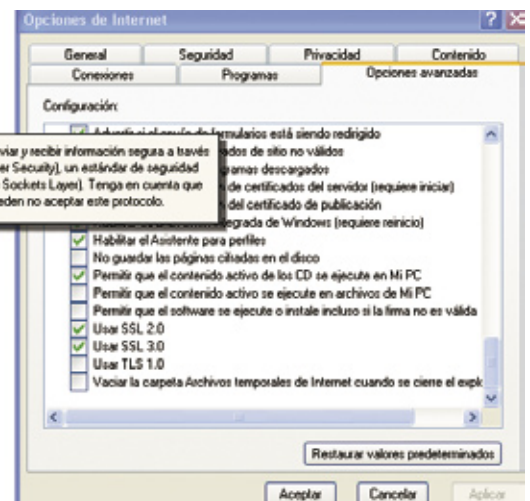 Opciones de Internet
General Seguridad Privacidad Contenido
Conexiones Programas Opciones avanzadas
Configuración:
Advertir si el envío de formularios está siendo redirigido
viar y recibir información segura a través
er Security), un estándar de seguridad
Sockets Layer). Tenga en cuenta que
eden no aceptar este protocolo.
ados de sitio no válidos
gramas descargados
n de certificados del servidor (requiere iniciar)
n del certificado de publicación
integrada de Windows (requiere reinicio)
Habilitar el Asistente para perfiles
No guardar las páginas cifradas en el disco
Permitir que el contenido activo de los CD se ejecute en Mi PC
Permitir que el contenido activo se ejecute en archivos de Mi PC
Permitir que el software se ejecute o instale incluso si la firma no es válida
Usar SSL 2.0
Usar SSL 3.0
Usar TLS 1.0
Vaciar la carpeta Archivos temporales de Internet cuando se cierre el expl
Restaurar valores predeterminados
Aceptar Cancelar Aplicar